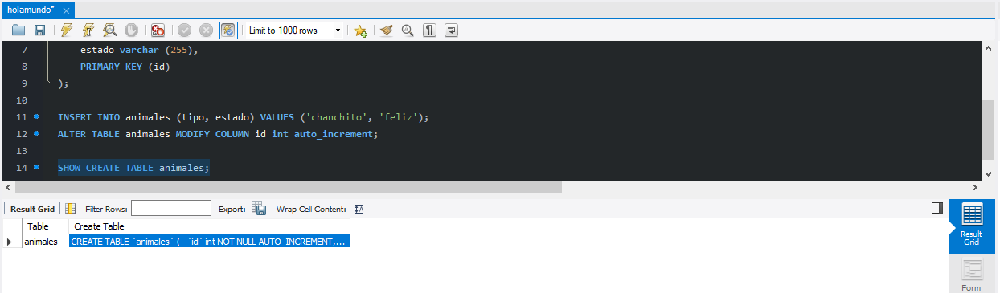 holamundo*
Limit to 1000 rows
7 estado varchar (255),
8 PRIMARY KEY (id)
9 );
10
11 INSERT INTO animales (tipo, estado) VALUES ('chanchito', 'feliz');
12 ALTER TABLE animales MODIFY COLUMN id int auto_increment;
13
14 SHOW CREATE TABLE animales;
Result Grid Filter Rows: Export: Wrap Cell Content:
Table Create Table
animales CREATE TABLE `animales` ( `id` int NOT NULL AUTO_INCREMENT,...
Result
Grid
Form